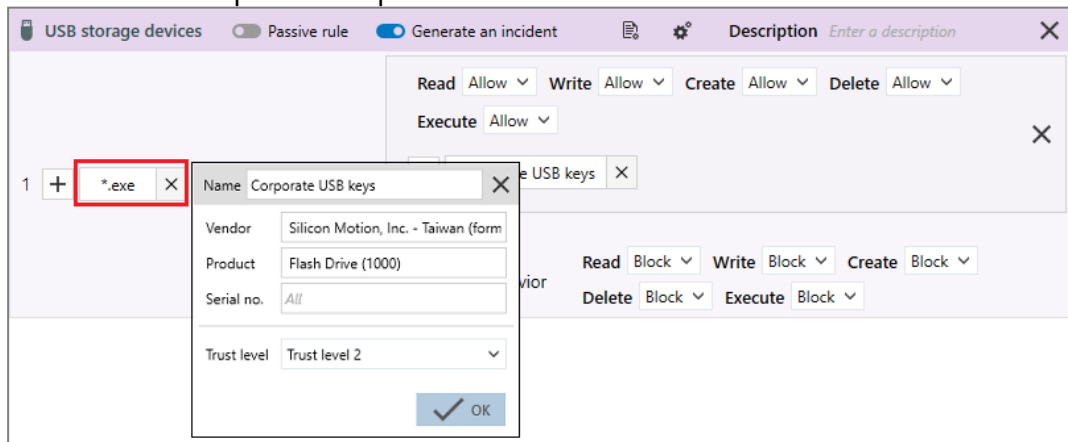 USB storage devices Passive rule Generate an incident Description Enter a description
Read Allow Write Allow Create Allow Delete Allow
Execute Allow
1 *.exe
USB keys
Name Corporate USB keys
Vendor Silicon Motion, Inc. - Taiwan (form
Product Flash Drive (1000)
Serial no. All
Trust level Trust level 2
OK
Read Block Write Block Create Block
Delete Block Execute Block